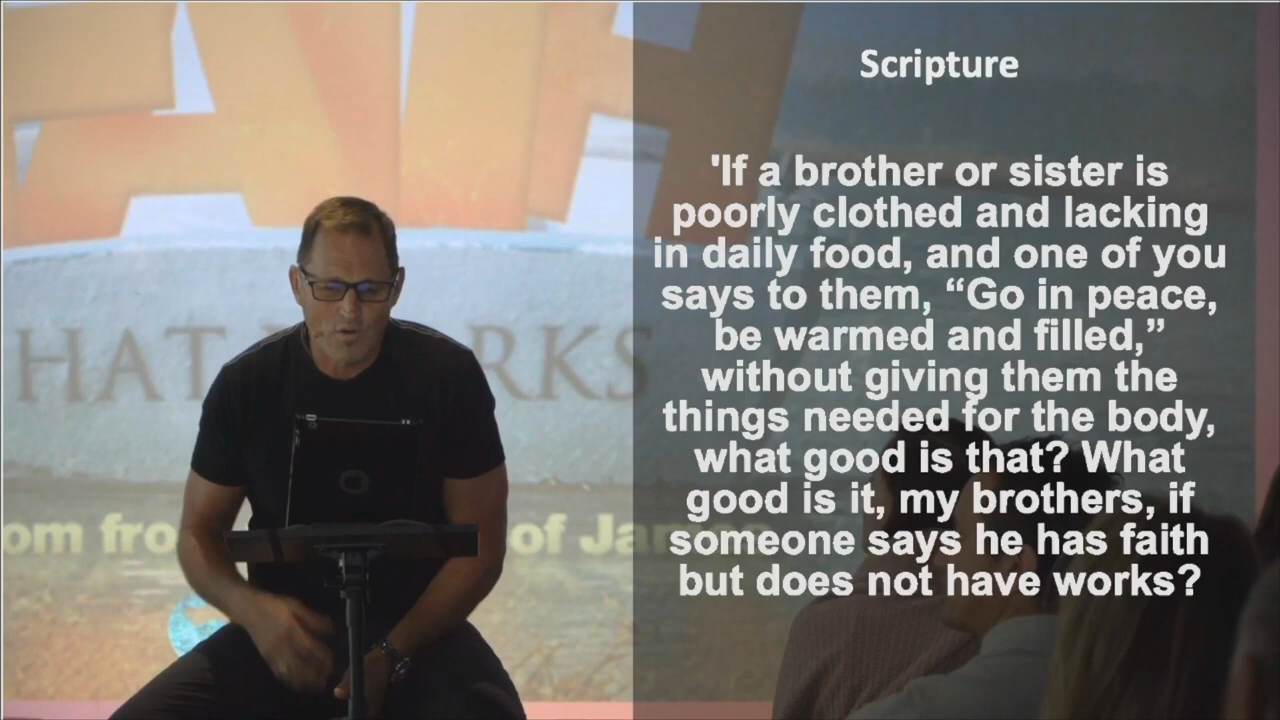 Scripture
'If a brother or sister is
poorly clothed and lacking
in daily food, and one of you
says to them, “Go in peace,
be warmed and filled,”
without giving them the
things needed for the body,
what good is that? What
good is it, my brothers, if
someone says he has faith
but does not have works?
of